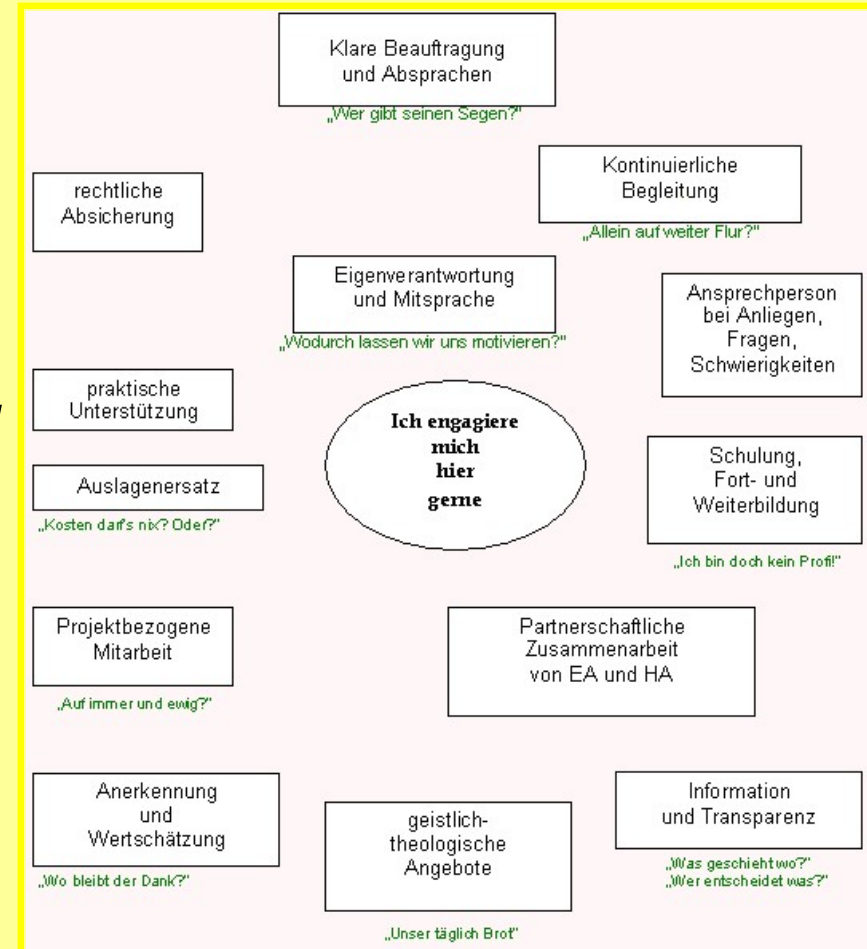 Klare Beauftragung
und Absprachen
„Wer gibt seinen Segen?"
Kontinuierliche
Begleitung
„Allein auf weiter Flur?"
rechtliche
Absicherung
Eigenverantwortung
und Mitsprache
„Wodurch lassen wir uns motivieren?"
Ansprechperson
bei Anliegen,
Fragen,
Schwierigkeiten
praktische
Unterstützung
Ich engagiere
mich
hier
gerne
Auslagenersatz
„Kosten darf's nix? Oder?"
Schulung,
Fort- und
Weiterbildung
„Ich bin doch kein Profi!"
Projektbezogene
Mitarbeit
„Auf immer und ewig?"
Partnerschaftliche
Zusammenarbeit
von EA und HA
Anerkennung
und
Wertschätzung
„Wo bleibt der Dank?"
geistlich-
theologische
Angebote
„Unser täglich Brot"
Information
und Transparenz
„Was geschieht wo?"
„Wer entscheidet was?"